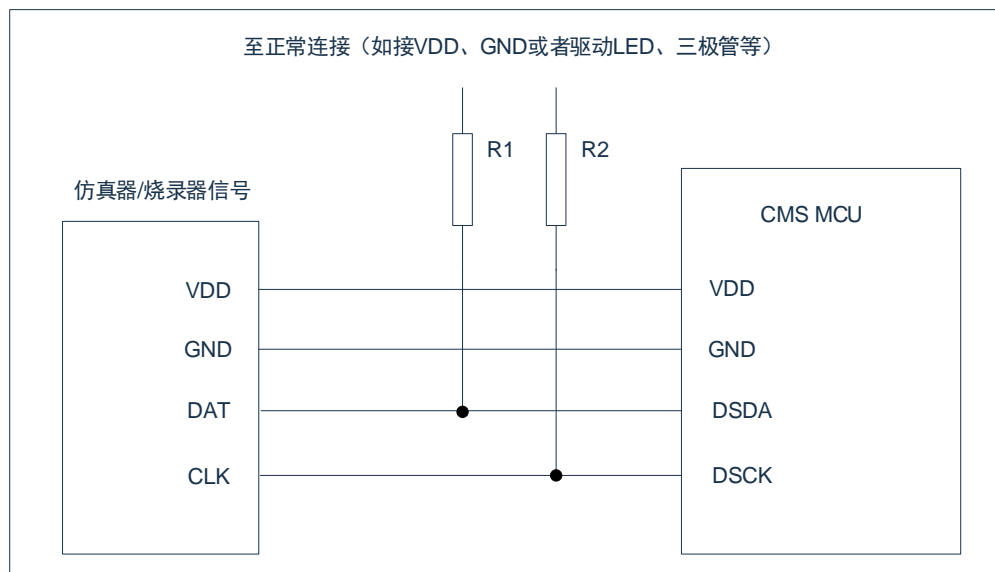 至正常连接（如接VDD、GND或者驱动LED、三极管等）
R1
R2
仿真器/烧录器信号
CMS MCU
VDD
VDD
GND
GND
DAT
DSDA
CLK
DSCK